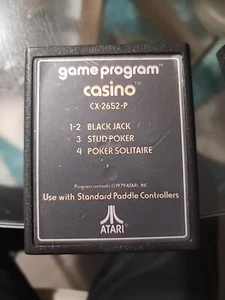 game program™
casino™
CX-2652-P
1-2 BLACK JACK
3 STUD POKER
4 POKER SOLITAIRE
Program contents ©1979 ATARI, INC.
Use with Standard Paddle Controllers
ATARI